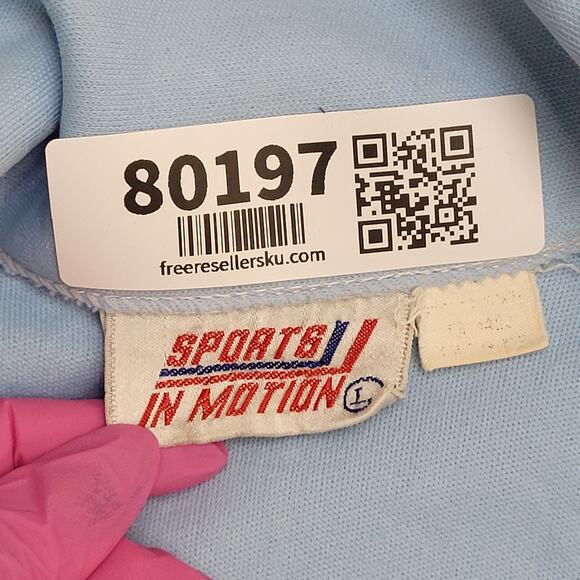 80197
freeresellersku.com
SPORTS
IN MOTION
L